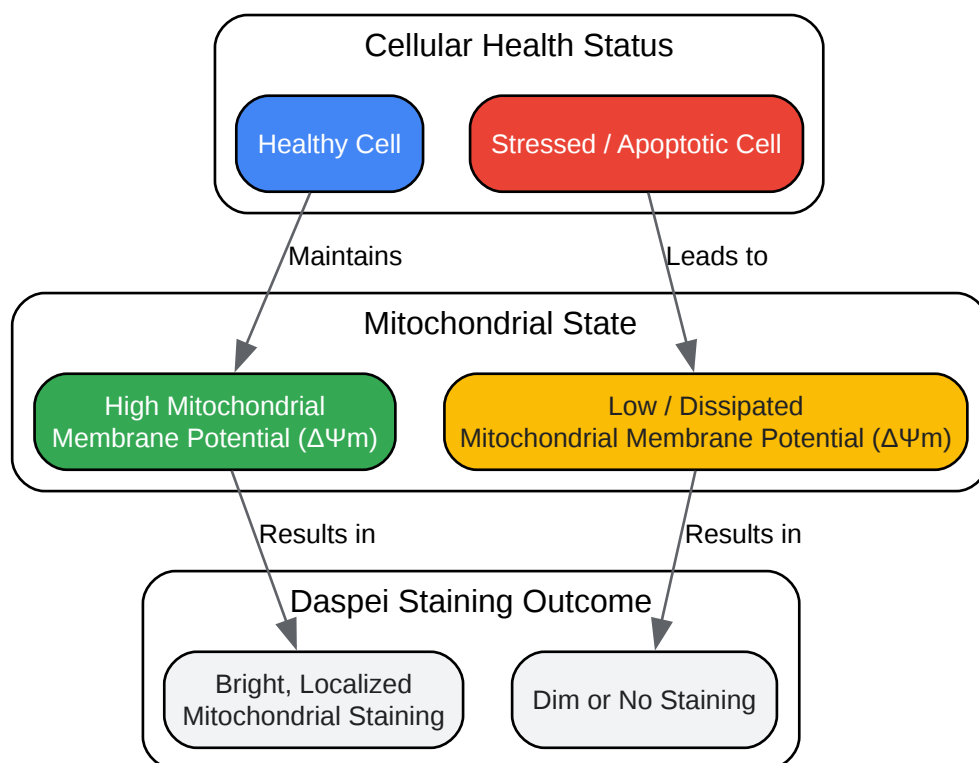 Cellular Health Status
Healthy Cell
Stressed / Apoptotic Cell
Maintains
Leads to
Mitochondrial State
High Mitochondrial
Membrane Potential (ΔΨm)
Low / Dissipated
Mitochondrial Membrane Potential (ΔΨm)
Results in
Results in
Daspei Staining Outcome
Bright, Localized
Mitochondrial Staining
Dim or No Staining